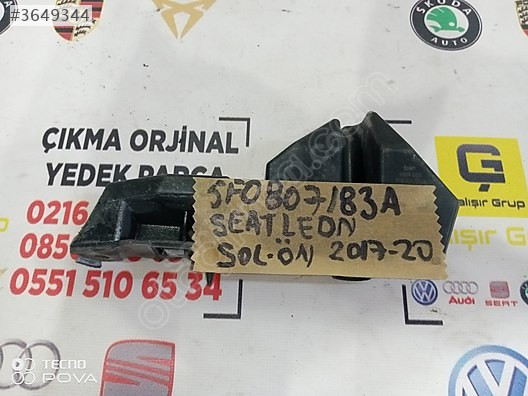 #3649344
SKODA
AUTO
ÇIKMA ORJİNAL
YEDEK PARÇA
0216
085
0551 510 65 34
5F0807183A
SEAT LEON
SOL-ÖN 2017-20
Çalışır
GRUP
Audi
SEAT
TECNO
POVA